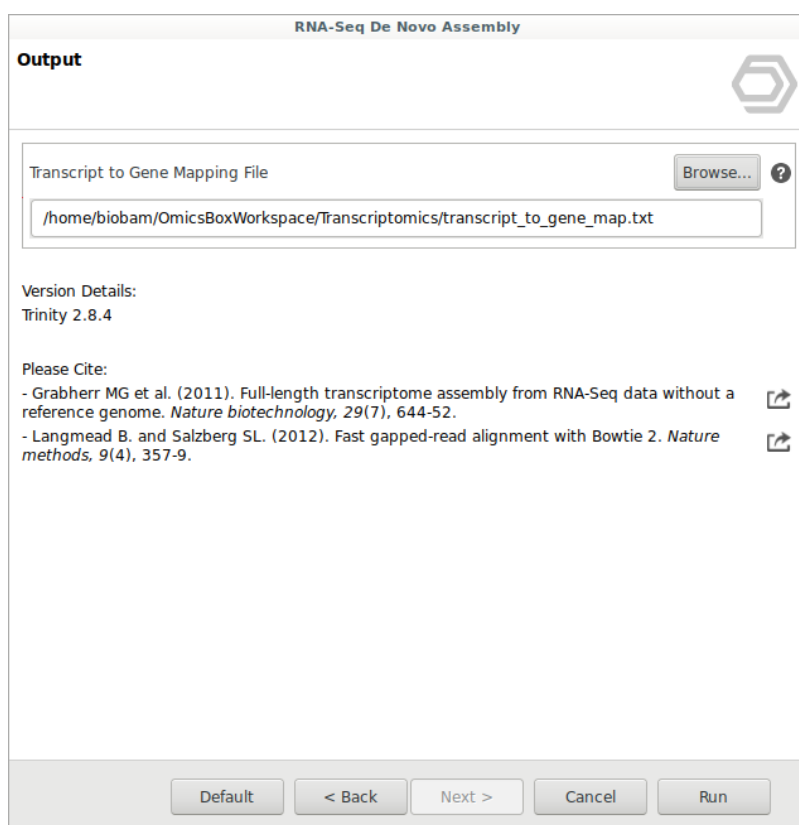 RNA-Seq De Novo Assembly
Output
Transcript to Gene Mapping File
Browse...
?
/home/biobam/OmicsBoxWorkspace/Transcriptomics/transcript_to_gene_map.txt
Version Details:
Trinity 2.8.4
Please Cite:
- Grabherr MG et al. (2011). Full-length transcriptome assembly from RNA-Seq data without a
reference genome. Nature biotechnology, 29(7), 644-52.
- Langmead B. and Salzberg SL. (2012). Fast gapped-read alignment with Bowtie 2. Nature
methods, 9(4), 357-9.
Default
< Back
Next >
Cancel
Run